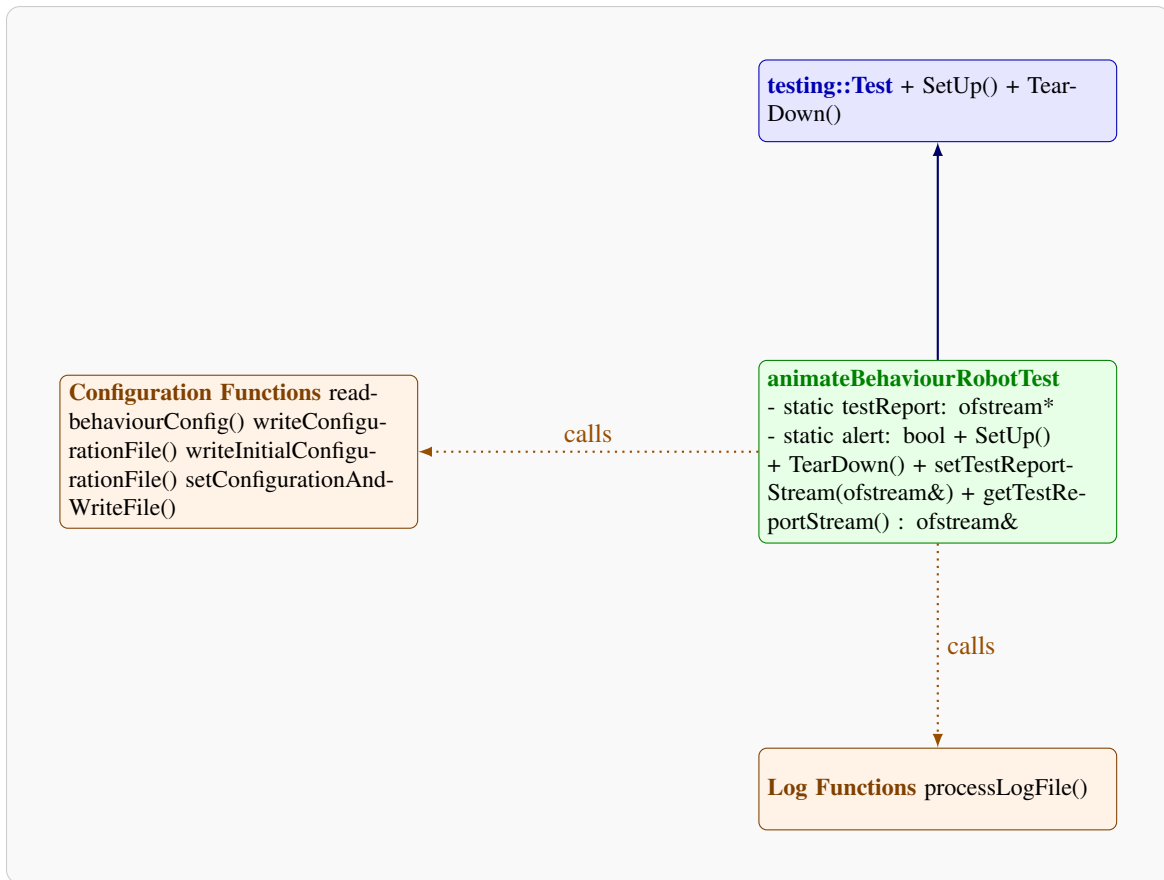 testing::Test + SetUp() + Tear-
Down()
Configuration Functions read-
behaviourConfig() writeConfigu-
rationFile() writeInitialConfigu-
rationFile() setConfigurationAnd-
WriteFile()
calls
animateBehaviourRobotTest
- static testReport: ofstream*
- static alert: bool + SetUp()
+ TearDown() + setTestReport-
Stream(ofstream&) + getTestRe-
portStream() : ofstream&
calls
Log Functions processLogFile()